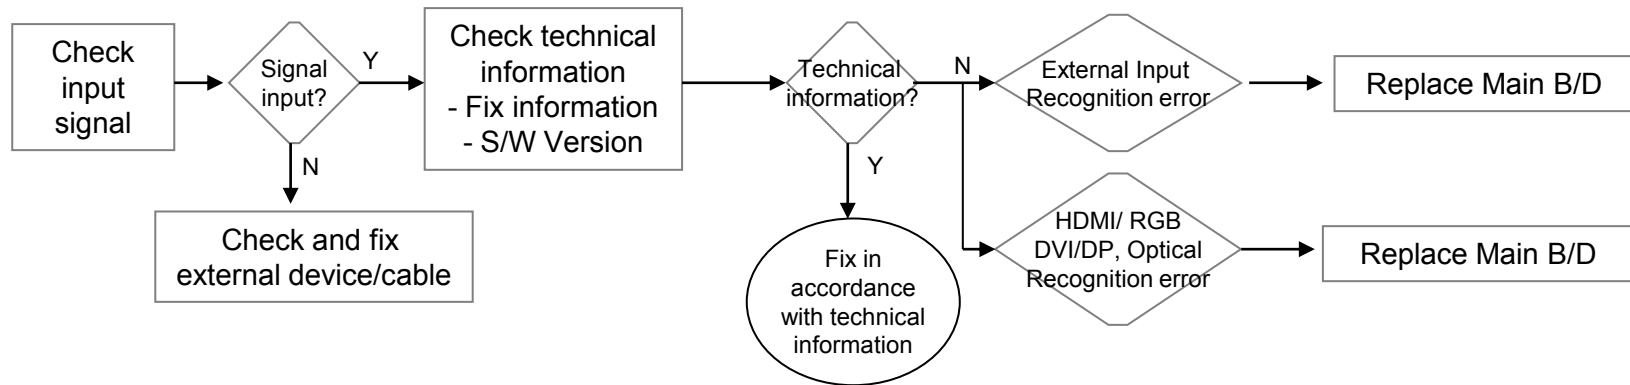 Check
input
signal
Signal
input?
Y
N
Check and fix
external device/cable
Check technical
information
- Fix information
- S/W Version
Technical
information?
N
Y
Fix in
accordance
with technical
information
External Input
Recognition error
Replace Main B/D
HDMI/ RGB
DVI/DP, Optical
Recognition error
Replace Main B/D